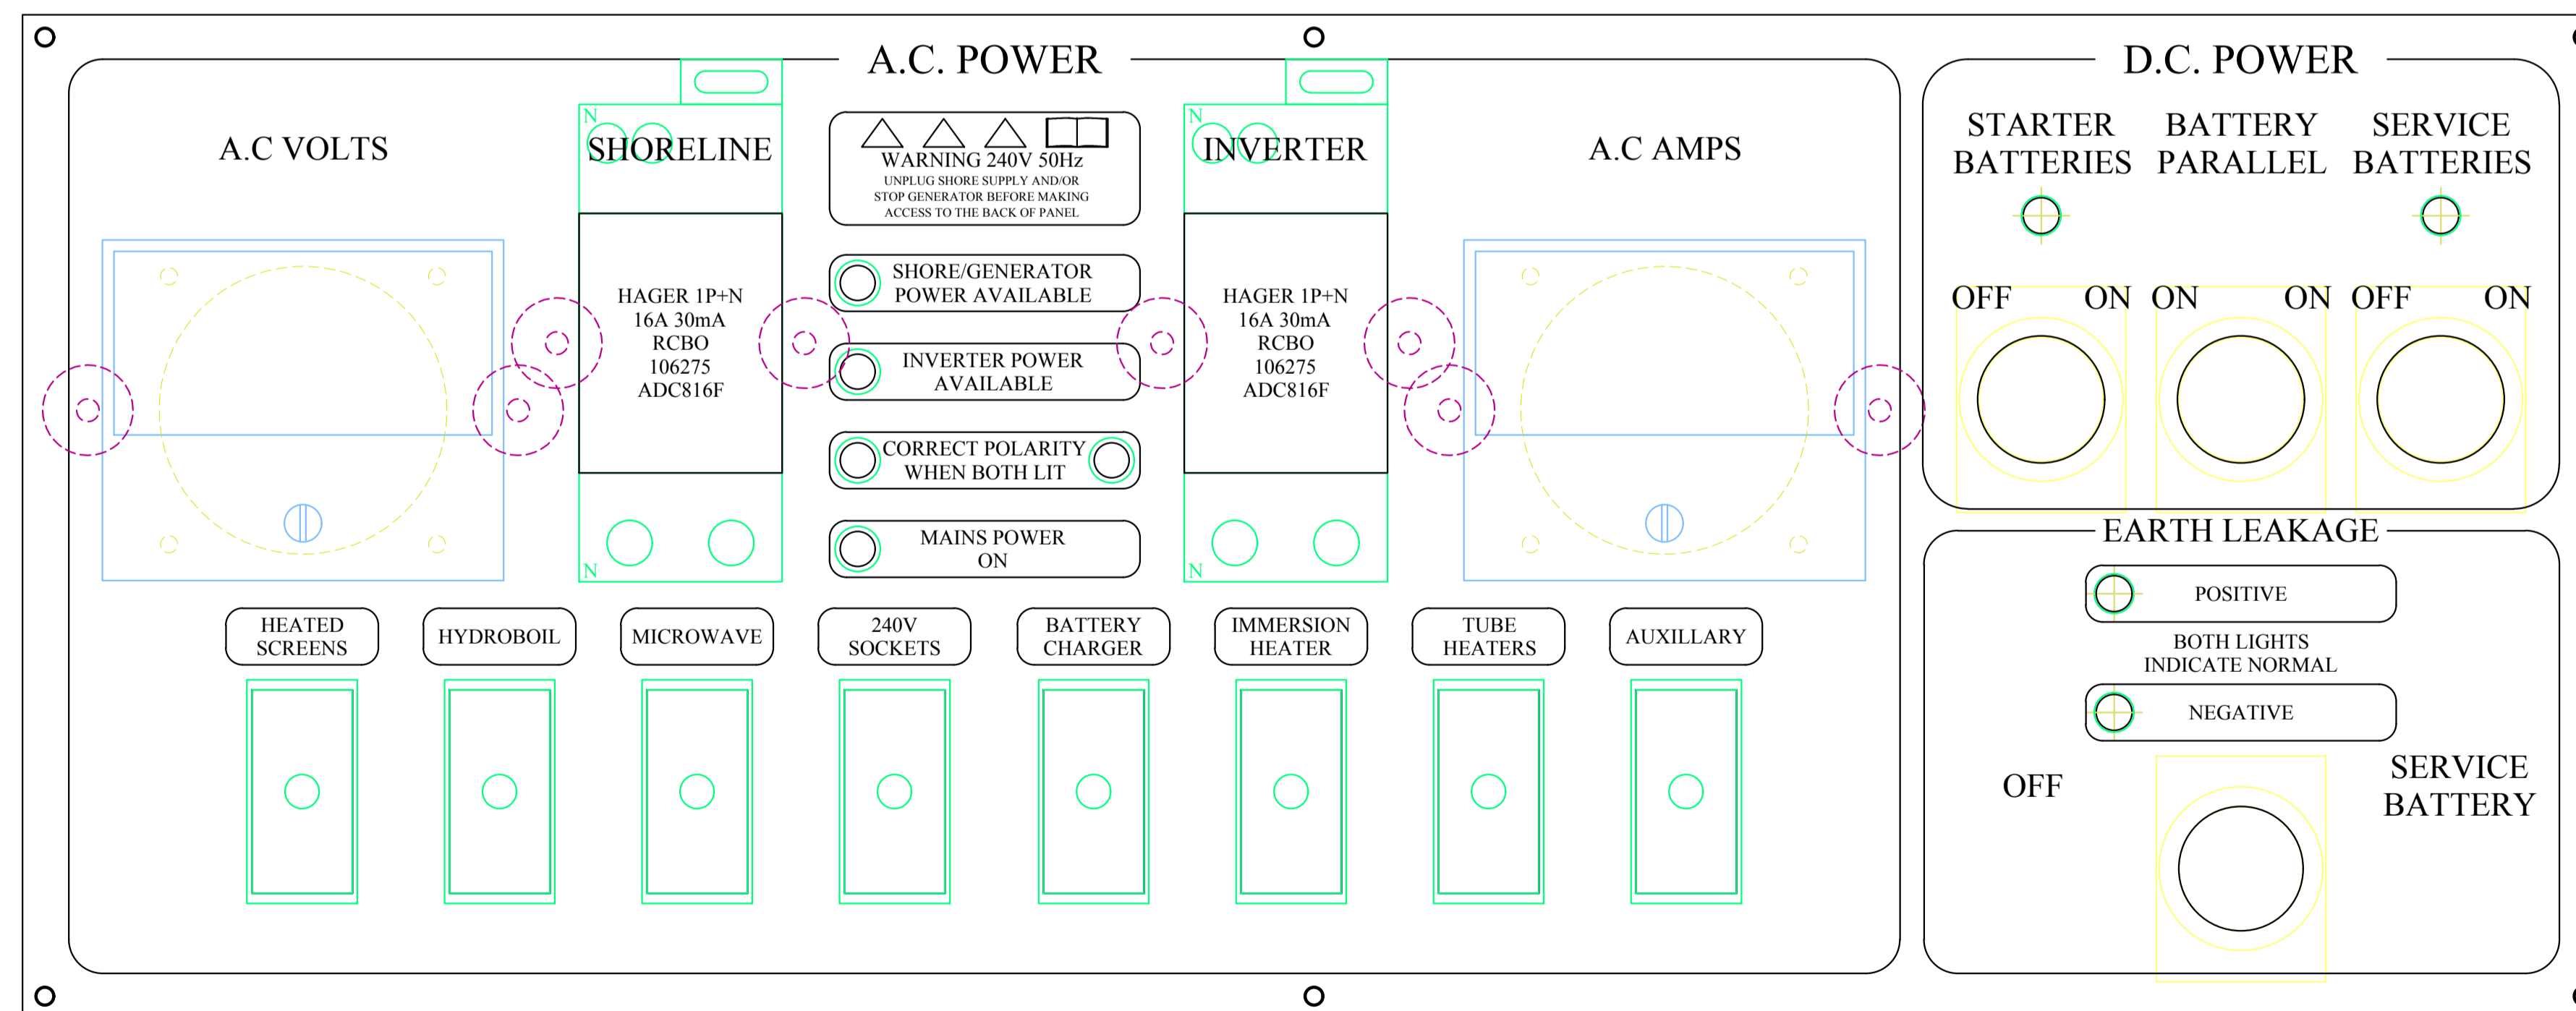 A.C. POWER
A.C VOLTS
N
SHORELINE
HAGER 1P+N
16A 30mA
RCBO
106275
ADC816F
N
WARNING 240V 50Hz
UNPLUG SHORE SUPPLY AND/OR
STOP GENERATOR BEFORE MAKING
ACCESS TO THE BACK OF PANEL
SHORE/GENERATOR
POWER AVAILABLE
INVERTER POWER
AVAILABLE
CORRECT POLARITY
WHEN BOTH LIT
MAINS POWER
ON
N
INVERTER
HAGER 1P+N
16A 30mA
RCBO
106275
ADC816F
N
A.C AMPS
HEATED
SCREENS
HYDROBOIL
MICROWAVE
240V
SOCKETS
BATTERY
CHARGER
IMMERSION
HEATER
TUBE
HEATERS
AUXILLARY
D.C. POWER
STARTER
BATTERIES
BATTERY
PARALLEL
SERVICE
BATTERIES
OFF ON ON ON OFF ON
EARTH LEAKAGE
POSITIVE
BOTH LIGHTS
INDICATE NORMAL
NEGATIVE
OFF
SERVICE
BATTERY